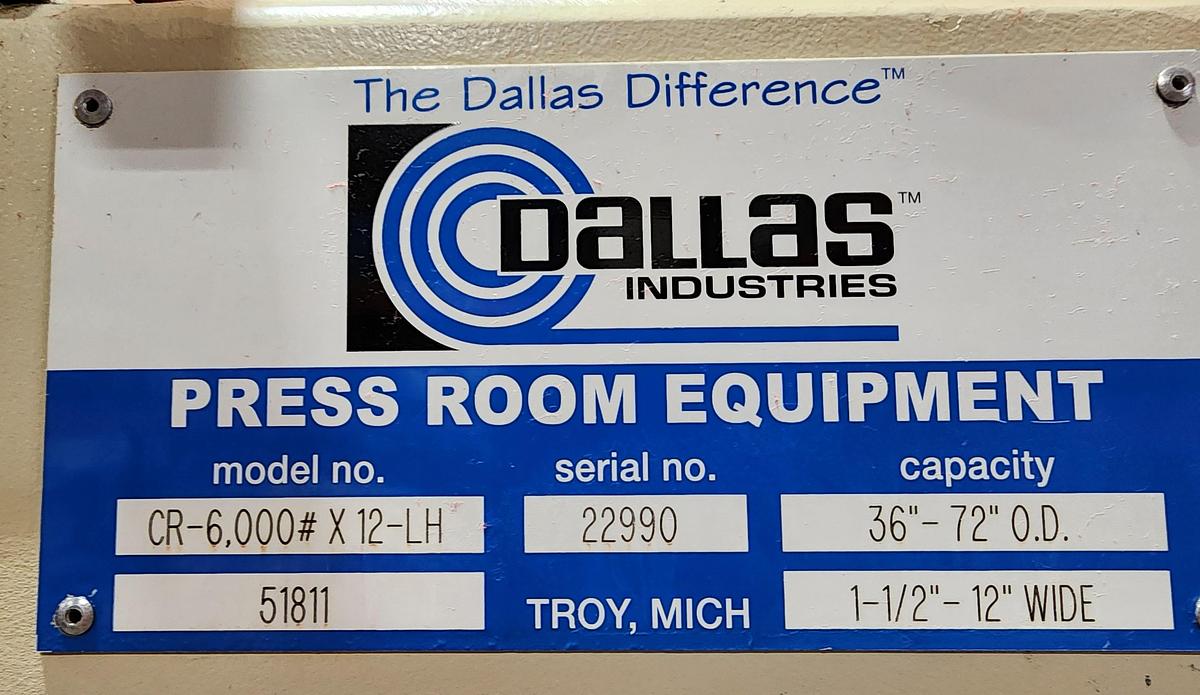 The Dallas Difference™
Dallas™
INDUSTRIES
PRESS ROOM EQUIPMENT
model no. serial no. capacity
CR-6,000# X 12-LH 22990 36"- 72" O.D.
51811 TROY, MICH 1-1/2"- 12" WIDE